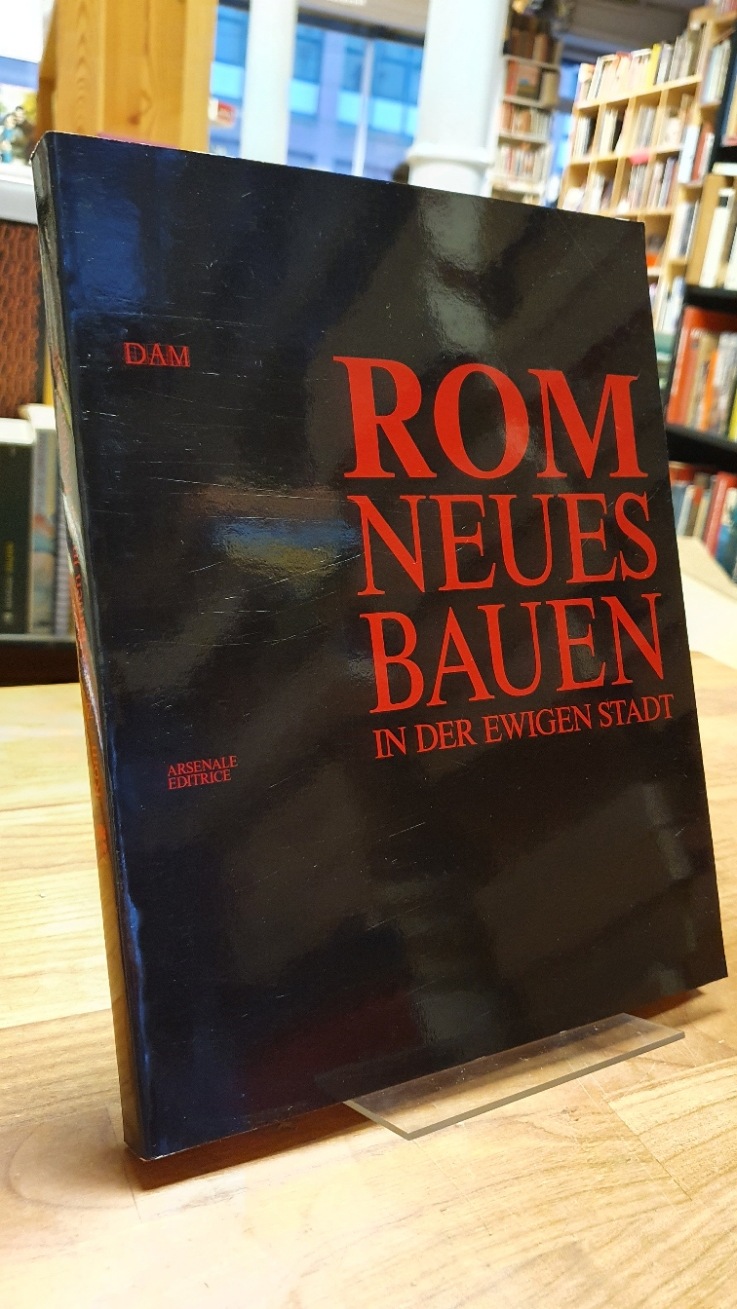 DAM
ROM
NEUES
BAUEN
IN DER EWIGEN STADT
ARSENALE
EDITRICE